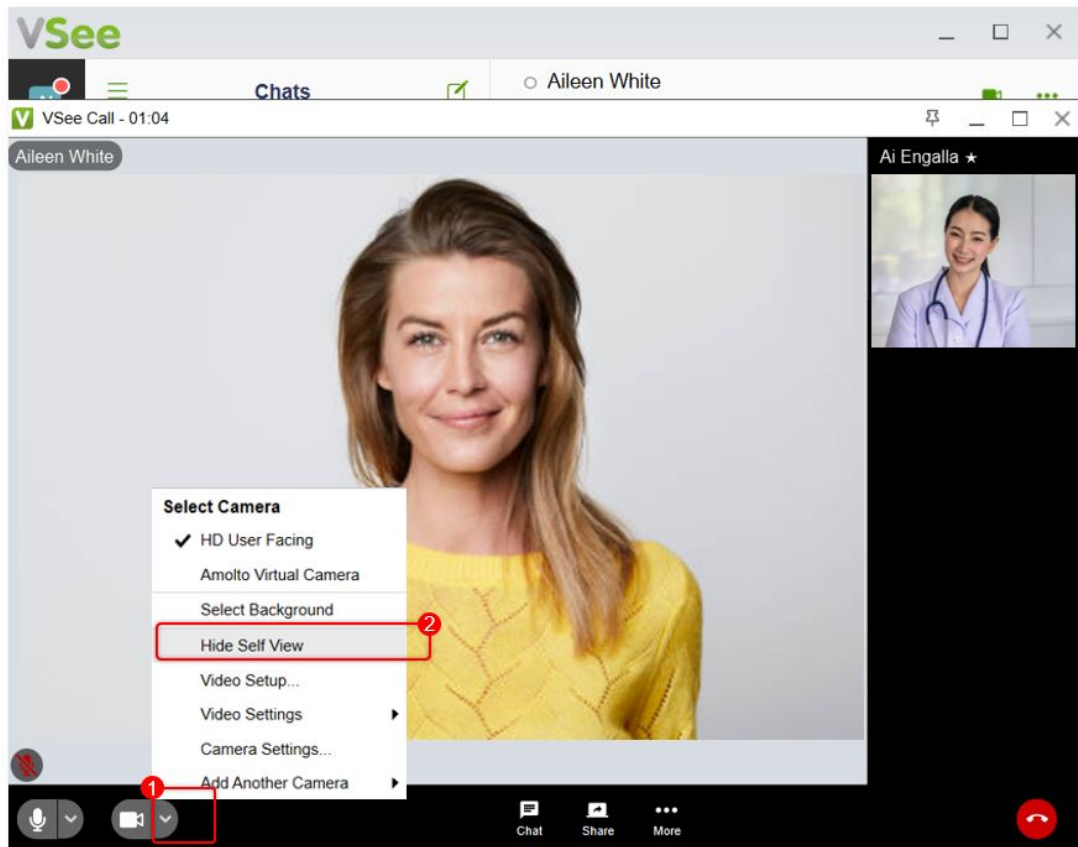 VSee
Chats
Aileen White
V VSee Call - 01:04
Aileen White
Ai Engalla ★
Select Camera
✓ HD User Facing
Amolto Virtual Camera
Select Background
2
Hide Self View
Video Setup...
Video Settings
Camera Settings...
1
Add Another Camera
Chat Share More